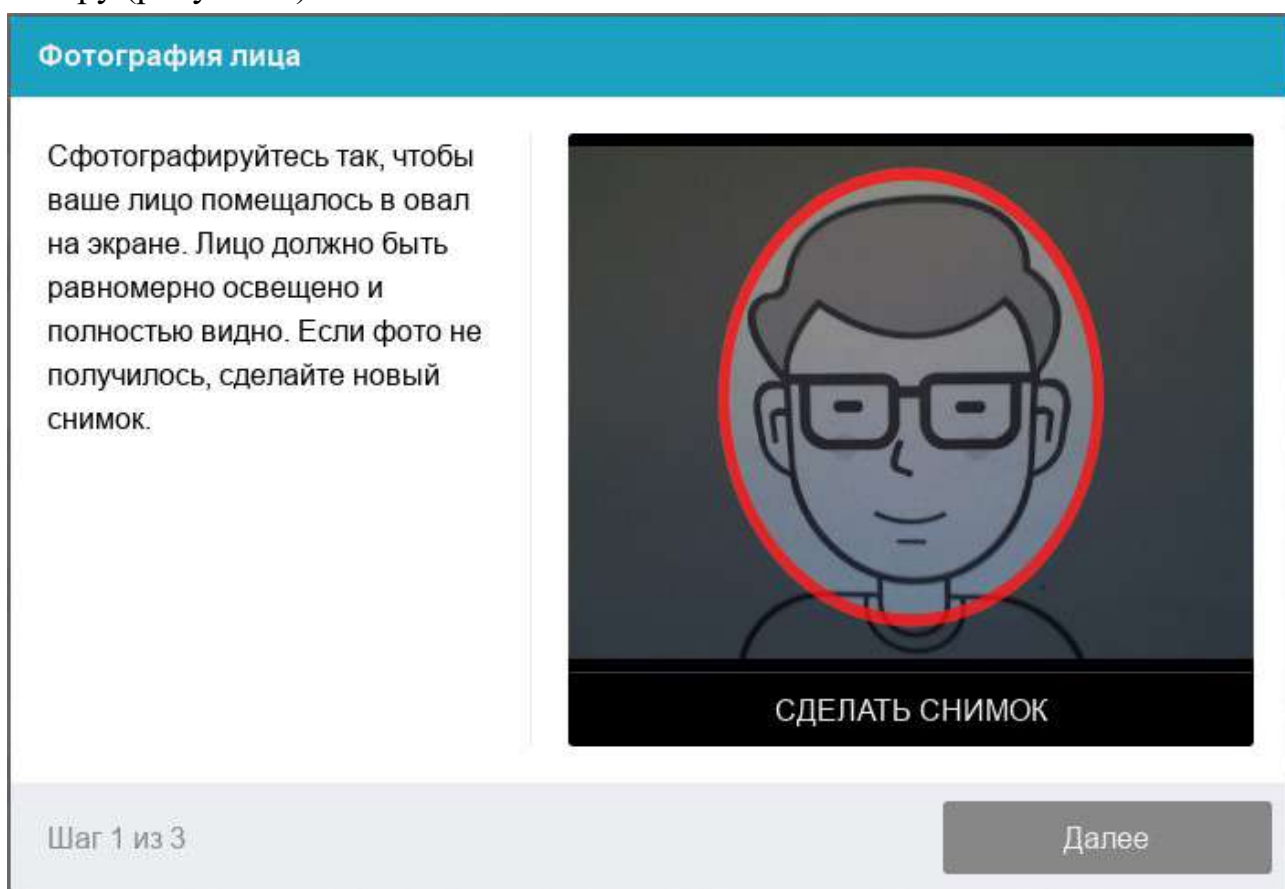 Фотография лица
Сфотографируйтесь так, чтобы
ваше лицо помещалось в овал
на экране. Лицо должно быть
равномерно освещено и
полностью видно. Если фото не
получилось, сделайте новый
снимок.
СДЕЛАТЬ СНИМОК
Шаг 1 из 3
Далее